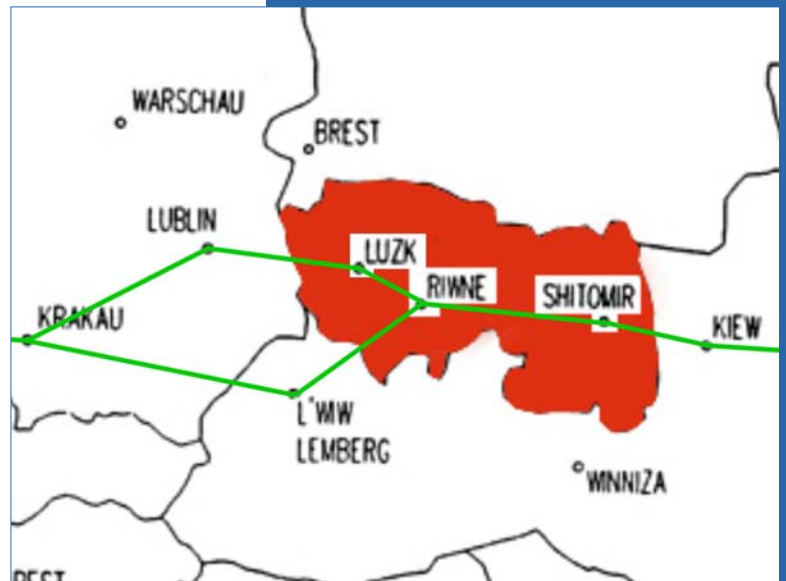 WARSCHAU
BREST
LUBLIN
LUZK
RIWNE
SHITOMIR
KRAKAU
KIEW
L'WIW
LEMBERG
WINNIZA